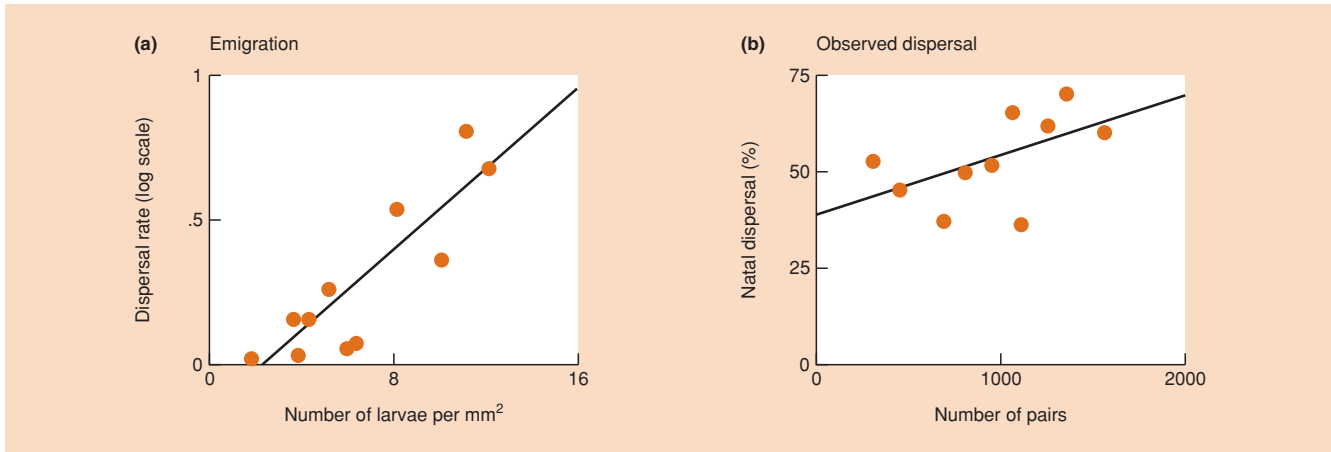 (a) Emigration
1
.5
0
0 8 16
Dispersal rate (log scale)
Number of larvae per mm²
(b) Observed dispersal
75
50
25
0
0 1000 2000
Natal dispersal (%)
Number of pairs